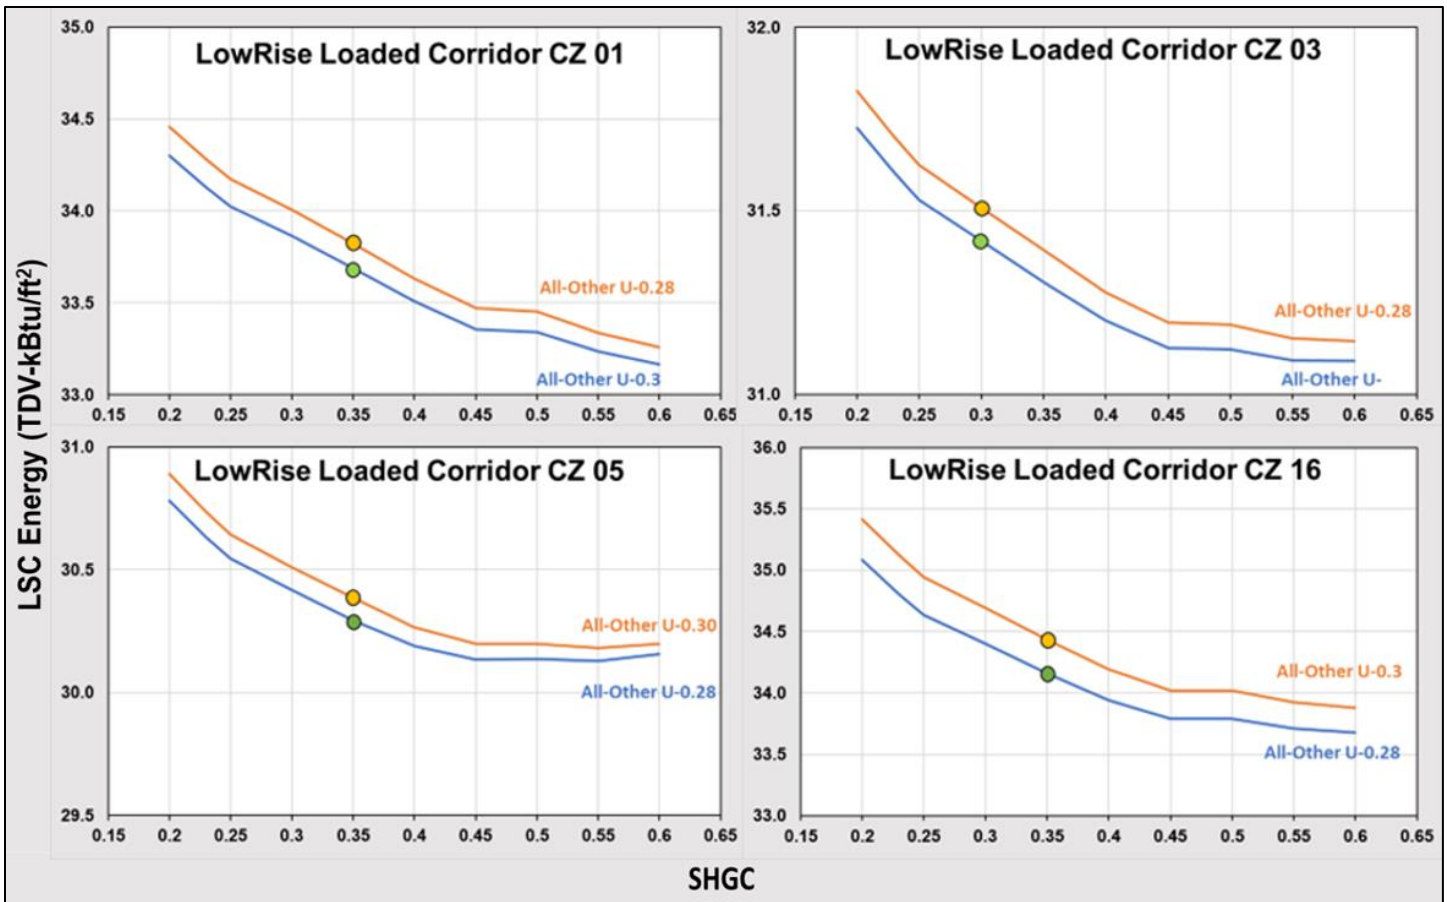 LSC Energy (TDV-kBtu/ft²)
LowRise Loaded Corridor CZ 01
35.0
34.5
34.0
33.5
33.0
0.15 0.2 0.25 0.3 0.35 0.4 0.45 0.5 0.55 0.6 0.65
All-Other U-0.28
All-Other U-0.3
LowRise Loaded Corridor CZ 03
32.0
31.5
31.0
0.15 0.2 0.25 0.3 0.35 0.4 0.45 0.5 0.55 0.6 0.65
All-Other U-0.28
All-Other U-
LowRise Loaded Corridor CZ 05
31.0
30.5
30.0
29.5
0.15 0.2 0.25 0.3 0.35 0.4 0.45 0.5 0.55 0.6 0.65
All-Other U-0.30
All-Other U-0.28
LowRise Loaded Corridor CZ 16
36.0
35.5
35.0
34.5
34.0
33.5
33.0
0.15 0.2 0.25 0.3 0.35 0.4 0.45 0.5 0.55 0.6 0.65
All-Other U-0.3
All-Other U-0.28
SHGC